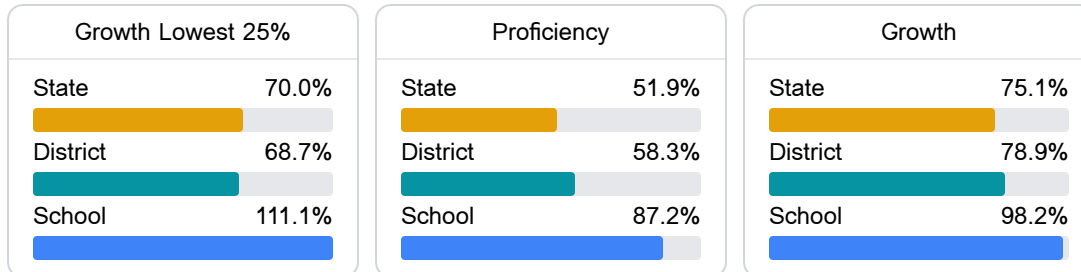 Growth Lowest 25%
State 70.0%
District 68.7%
School 111.1%
Proficiency
State 51.9%
District 58.3%
School 87.2%
Growth
State 75.1%
District 78.9%
School 98.2%